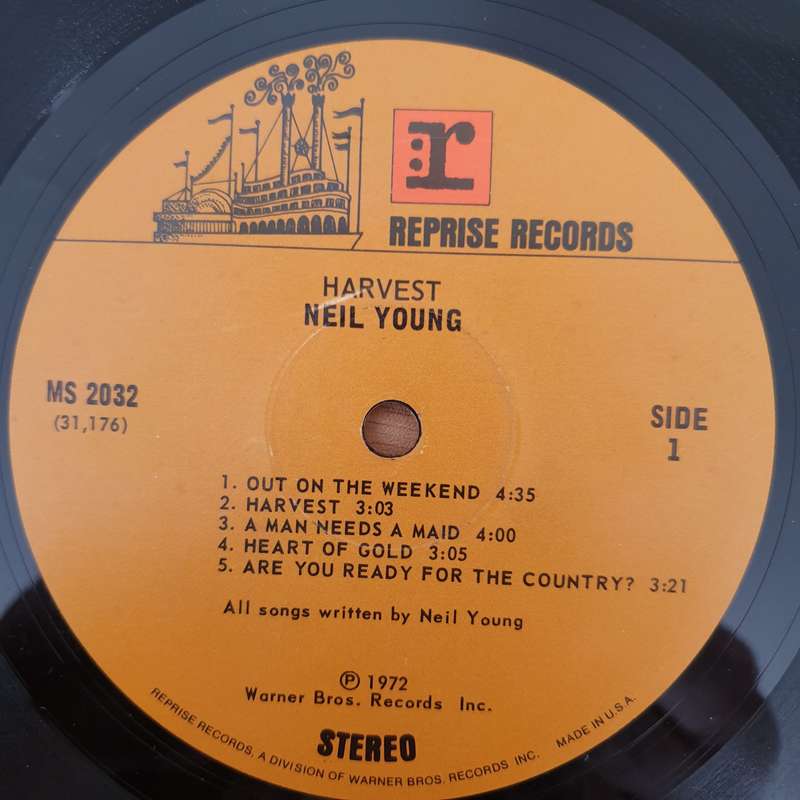 r
REPRISE RECORDS
HARVEST
NEIL YOUNG
MS 2032
(31,176)
SIDE
1
1. OUT ON THE WEEKEND 4:35
2. HARVEST 3:03
3. A MAN NEEDS A MAID 4:00
4. HEART OF GOLD 3:05
5. ARE YOU READY FOR THE COUNTRY? 3:21
All songs written by Neil Young
℗ 1972
Warner Bros. Records Inc.
STEREO
REPRISE RECORDS, A DIVISION OF WARNER BROS. RECORDS INC. MADE IN U.S.A.